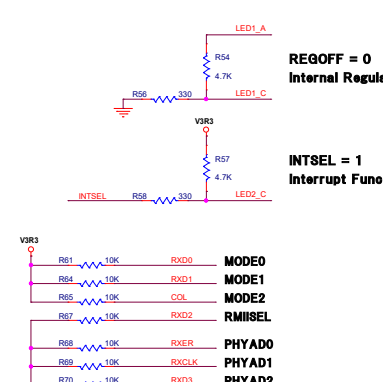 LED1_A
R54
4.7K
REGOFF = 0
Internal Regula
R56 330 LED1_C
V3R3
R57
4.7K
INTSEL = 1
Interrupt Func
INTSEL R58 330 LED2_C
V3R3
R61 10K RXD0 MODE0
R64 10K RXD1 MODE1
R65 10K COL MODE2
R67 10K RXD2 RMIISEL
R68 10K RXER PHYAD0
R69 10K RXCLK PHYAD1
R70 10K RXD3 PHYAD2